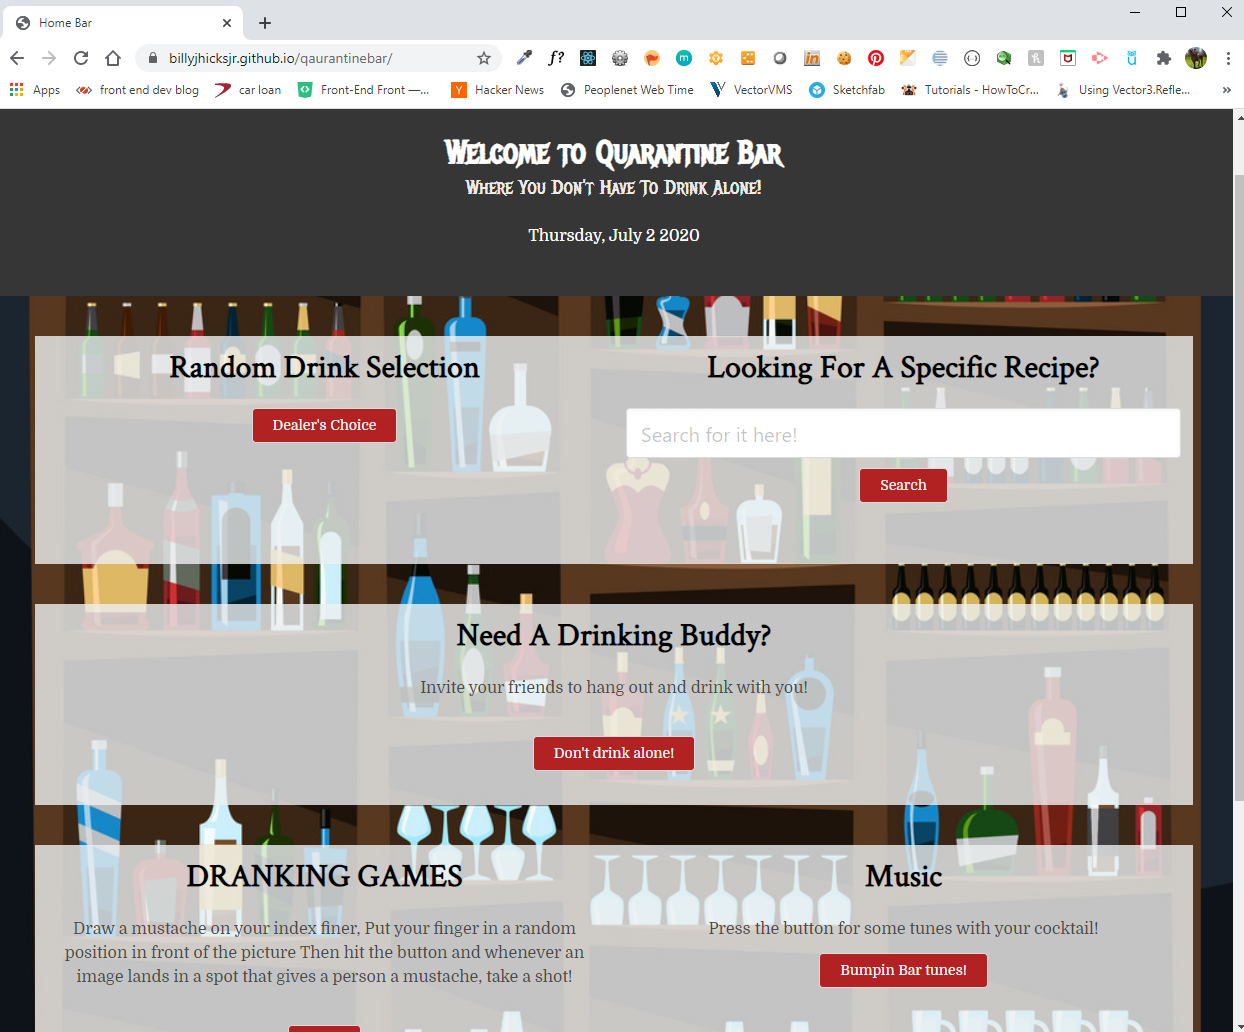 Home Bar
billyjhicksjr.github.io/qaurantinebar/
f?
m
in
Apps
front end dev blog
car loan
Front-End Front —...
Y
Hacker News
Peoplenet Web Time
VectorVMS
Sketchfab
Tutorials - HowToCr...
Using Vector3.Refle...
Welcome to Quarantine Bar
Where You Don't Have To Drink Alone!
Thursday, July 2 2020
Random Drink Selection
Dealer's Choice
Looking For A Specific Recipe?
Search for it here!
Search
Need A Drinking Buddy?
Invite your friends to hang out and drink with you!
Don't drink alone!
DRANKING GAMES
Draw a mustache on your index finer, Put your finger in a random
position in front of the picture Then hit the button and whenever an
image lands in a spot that gives a person a mustache, take a shot!
Music
Press the button for some tunes with your cocktail!
Bumpin Bar tunes!